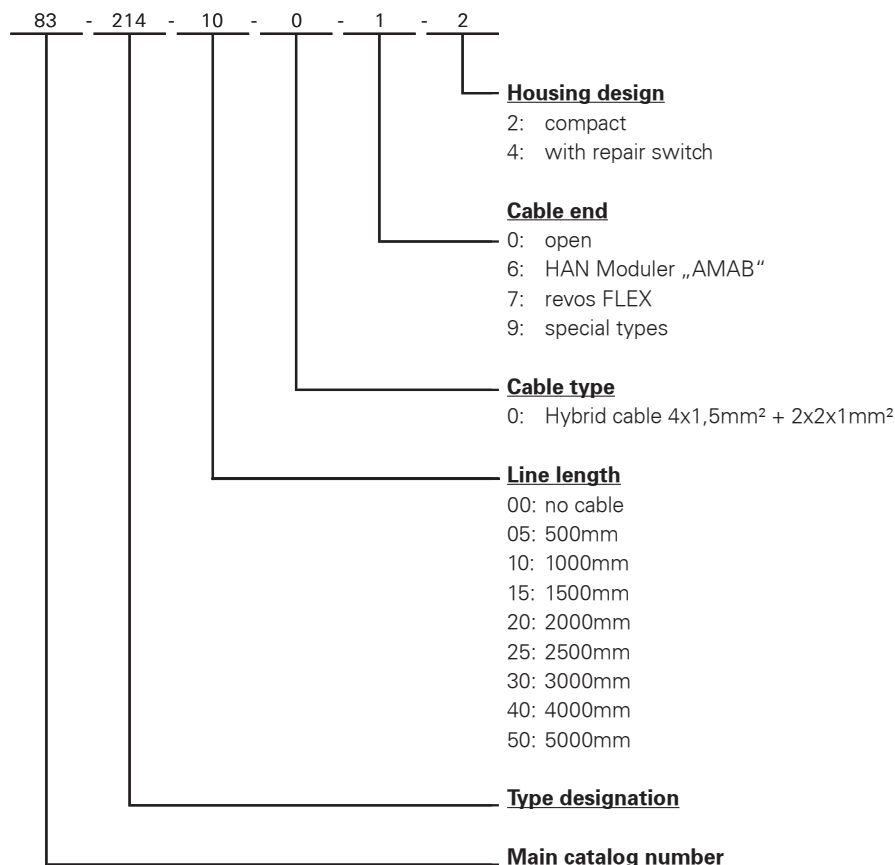 83 - 214 - 10 - 0 - 1 - 2
Housing design
2: compact
4: with repair switch
Cable end
0: open
6: HAN Moduler „AMAB“
7: revos FLEX
9: special types
Cable type
0: Hybrid cable 4x1,5mm² + 2x2x1mm²
Line length
00: no cable
05: 500mm
10: 1000mm
15: 1500mm
20: 2000mm
25: 2500mm
30: 3000mm
40: 4000mm
50: 5000mm
Type designation
Main catalog number